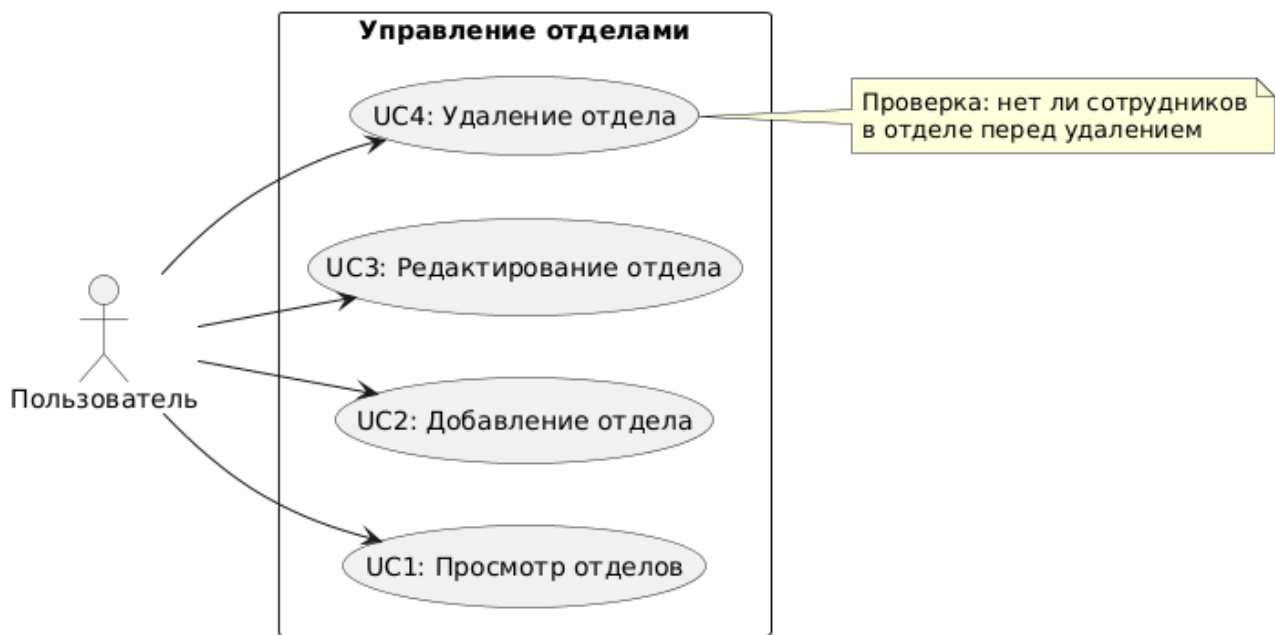 Управление отделами
UC4: Удаление отдела
Проверка: нет ли сотрудников
в отделе перед удалением
UC3: Редактирование отдела
Пользователь
UC2: Добавление отдела
UC1: Просмотр отделов